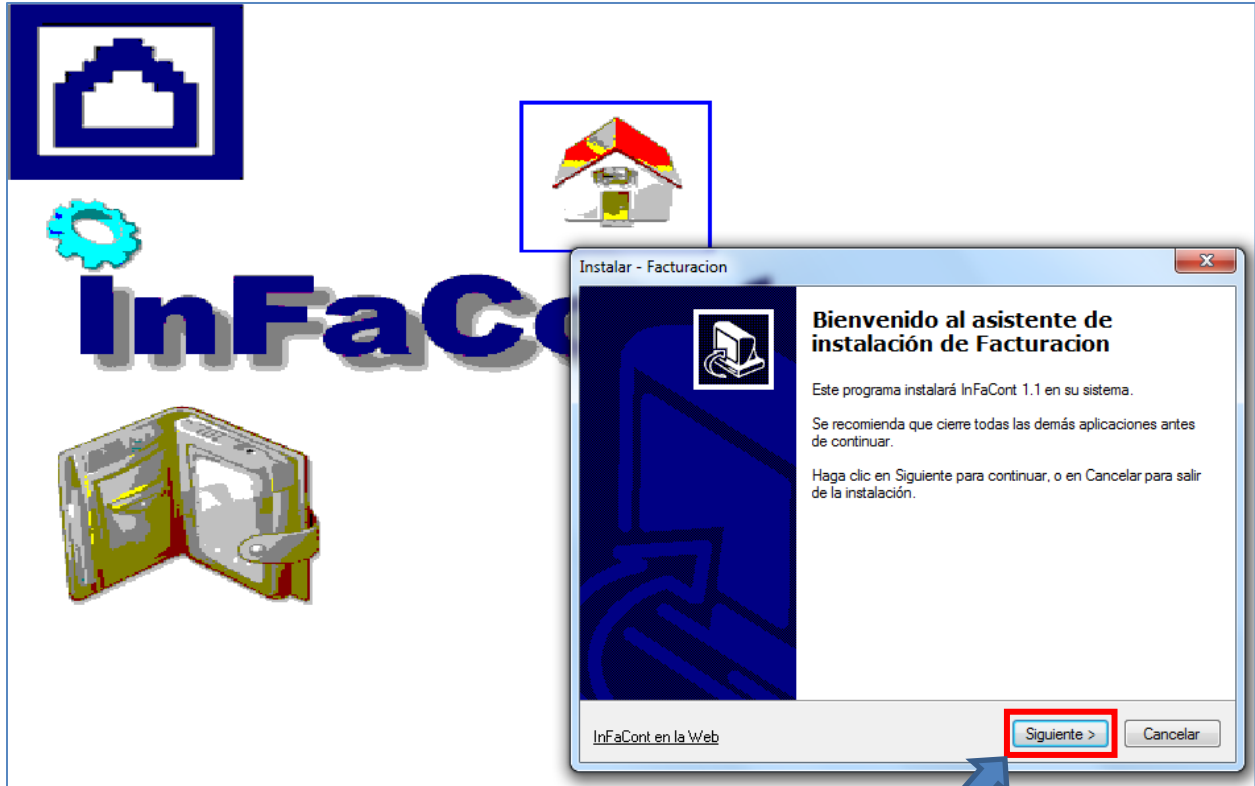 InFaCo
Instalar - Facturacion
Bienvenido al asistente de
instalación de Facturacion
Este programa instalará InFaCont 1.1 en su sistema.
Se recomienda que cierre todas las demás aplicaciones antes
de continuar.
Haga clic en Siguiente para continuar, o en Cancelar para salir
de la instalación.
InFaCont en la Web
Siguiente >
Cancelar